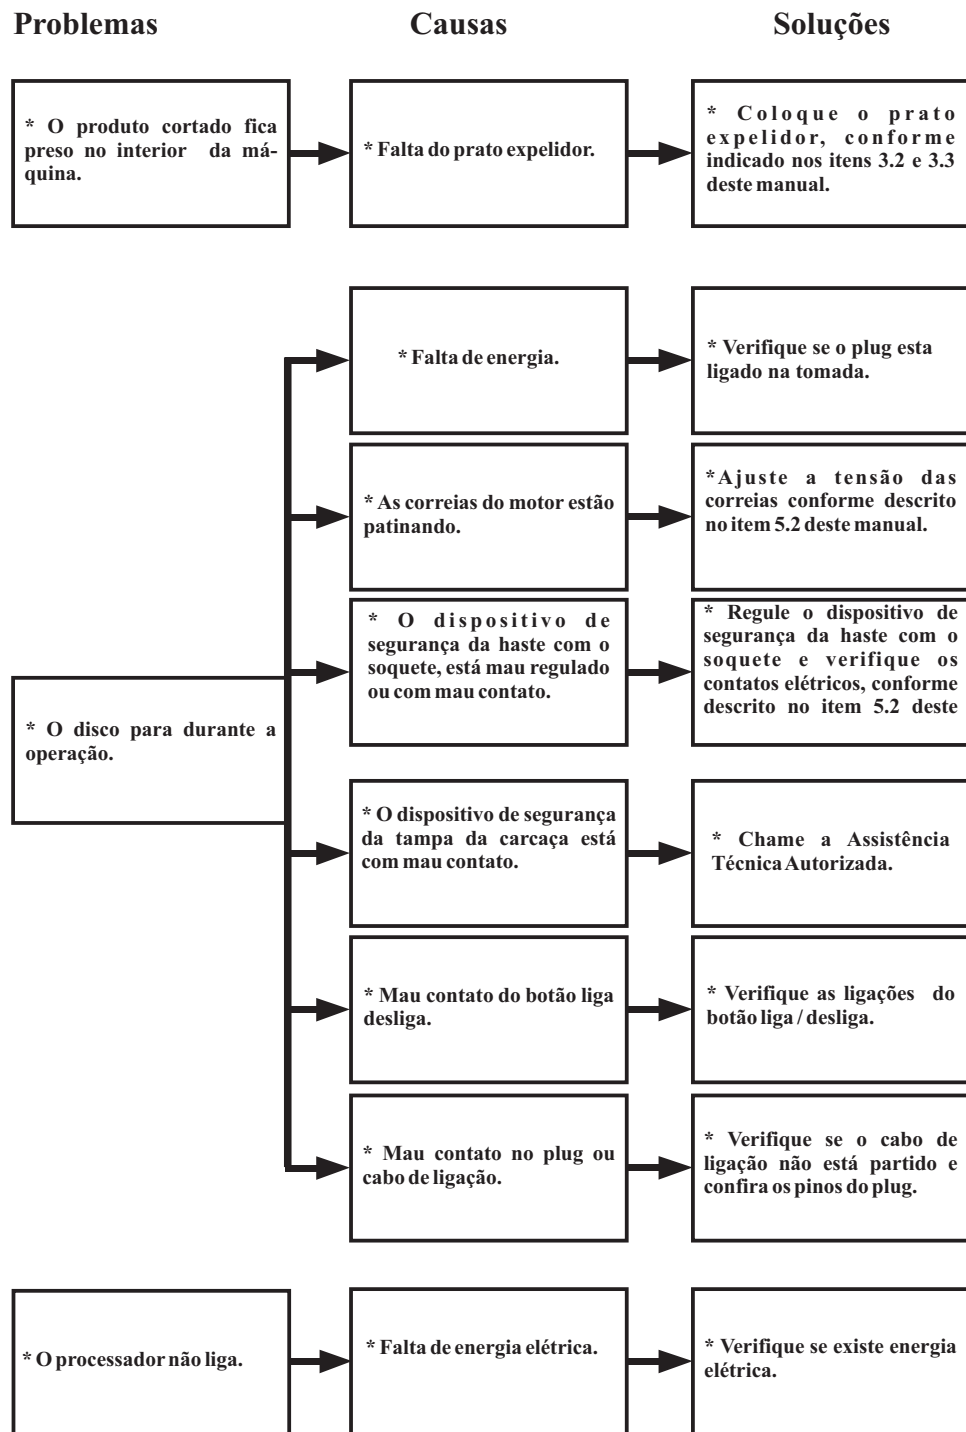 Problemas
Causas
Soluções
* O produto cortado fica
preso no interior da má-
quina.
* Falta do prato expelidor.
* Coloque o prato
expelidor, conforme
indicado nos itens 3.2 e 3.3
deste manual.
* O disco para durante a
operação.
* Falta de energia.
* Verifique se o plug esta
ligado na tomada.
* As correias do motor estão
patinando.
*Ajuste a tensão das
correias conforme descrito
no item 5.2 deste manual.
* O dispositivo de
segurança da haste com o
soquete, está mau regulado
ou com mau contato.
* Regule o dispositivo de
segurança da haste com o
soquete e verifique os
contatos elétricos, conforme
descrito no item 5.2 deste
* O dispositivo de segurança
da tampa da carcaça está
com mau contato.
* Chame a Assistência
Técnica Autorizada.
* Mau contato do botão liga
desliga.
* Verifique as ligações do
botão liga / desliga.
* Mau contato no plug ou
cabo de ligação.
* Verifique se o cabo de
ligação não está partido e
confira os pinos do plug.
* O processador não liga.
* Falta de energia elétrica.
* Verifique se existe energia
elétrica.